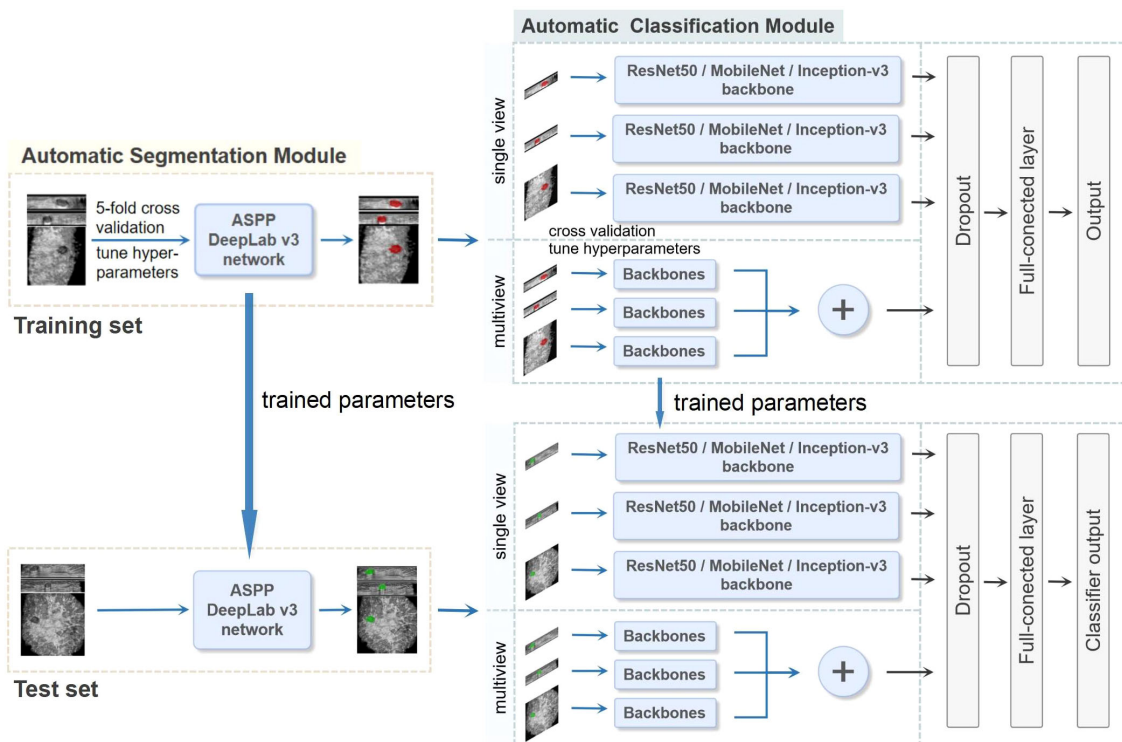 Automatic Classification Module
single view
ResNet50 / MobileNet / Inception-v3
backbone
ResNet50 / MobileNet / Inception-v3
backbone
ResNet50 / MobileNet / Inception-v3
backbone
Automatic Segmentation Module
5-fold cross
validation
tune hyper-
parameters
ASPP
DeepLab v3
network
Training set
cross validation
tune hyperparameters
multiview
Backbones
Backbones
Backbones
+
Dropout
Full-conected layer
Output
trained parameters
trained parameters
single view
ResNet50 / MobileNet / Inception-v3
backbone
ResNet50 / MobileNet / Inception-v3
backbone
ResNet50 / MobileNet / Inception-v3
backbone
ASPP
DeepLab v3
network
Test set
multiview
Backbones
Backbones
Backbones
+
Dropout
Full-conected layer
Classifier output